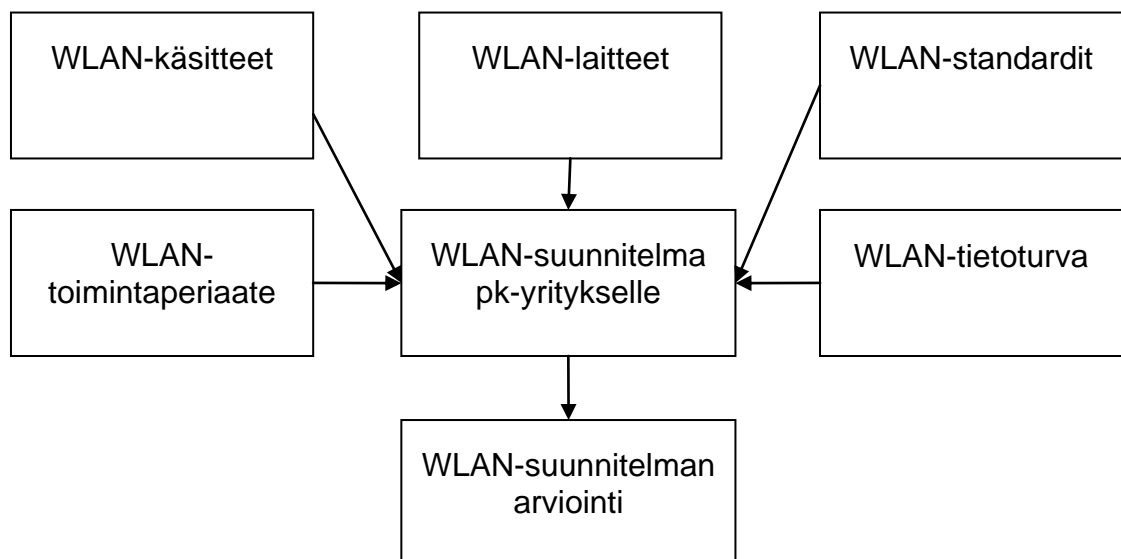 WLAN-käsitteet
WLAN-laitteet
WLAN-standardit
WLAN-
toimintaperiaate
WLAN-suunnitelma
pk-yritykselle
WLAN-tietoturva
WLAN-suunnitelman
arviointi